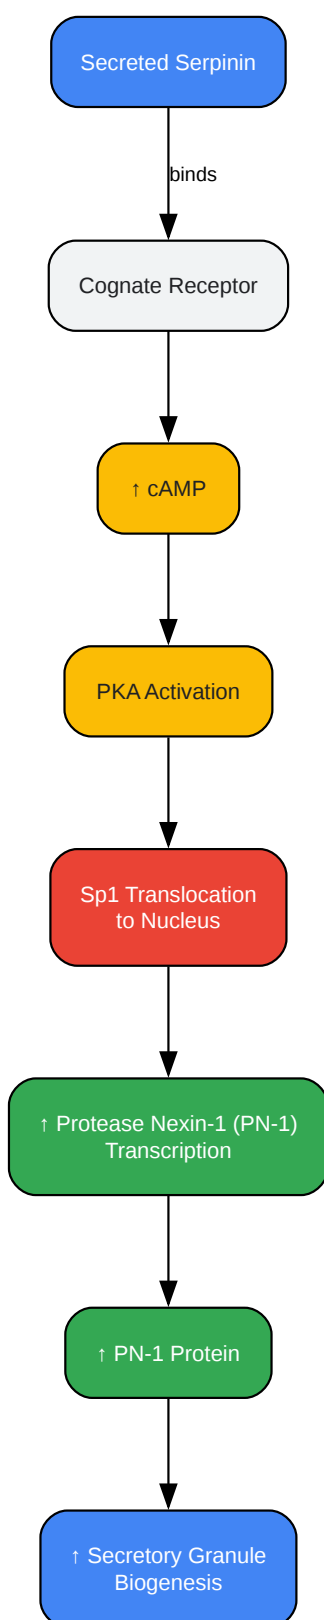 Secreted Serpinin
binds
Cognate Receptor
↑ cAMP
PKA Activation
Sp1 Translocation
to Nucleus
↑ Protease Nexin-1 (PN-1)
Transcription
↑ PN-1 Protein
↑ Secretory Granule
Biogenesis